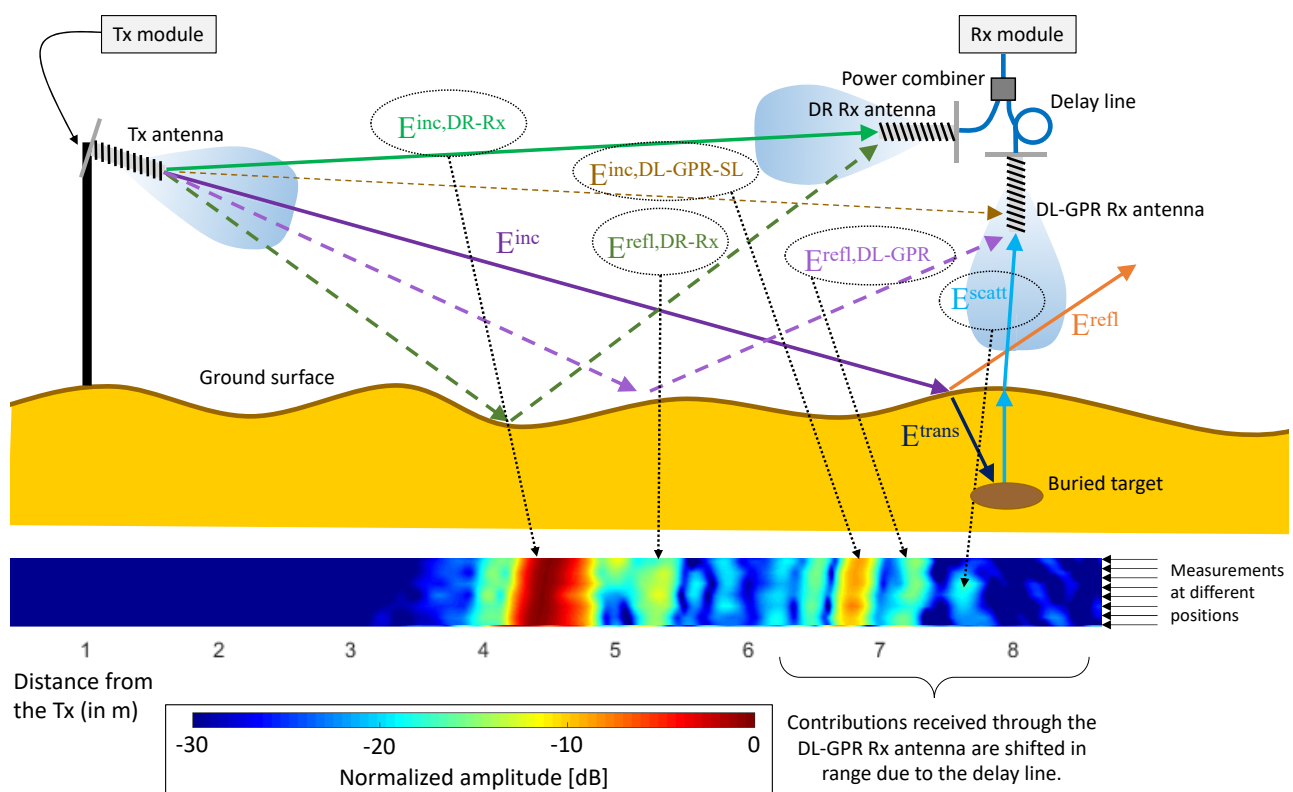 Tx module
Rx module
Power combiner
DR Rx antenna
Delay line
Tx antenna
E^inc,DR-Rx
E^inc,DL-GPR-SL
DL-GPR Rx antenna
E^inc
E^refl,DR-Rx
E^refl,DL-GPR
E^scatt
E^refl
Ground surface
E^trans
Buried target
Measurements
at different
positions
1 2 3 4 5 6 7 8
Distance from
the Tx (in m)
-30 -20 -10 0
Normalized amplitude [dB]
Contributions received through the
DL-GPR Rx antenna are shifted in
range due to the delay line.